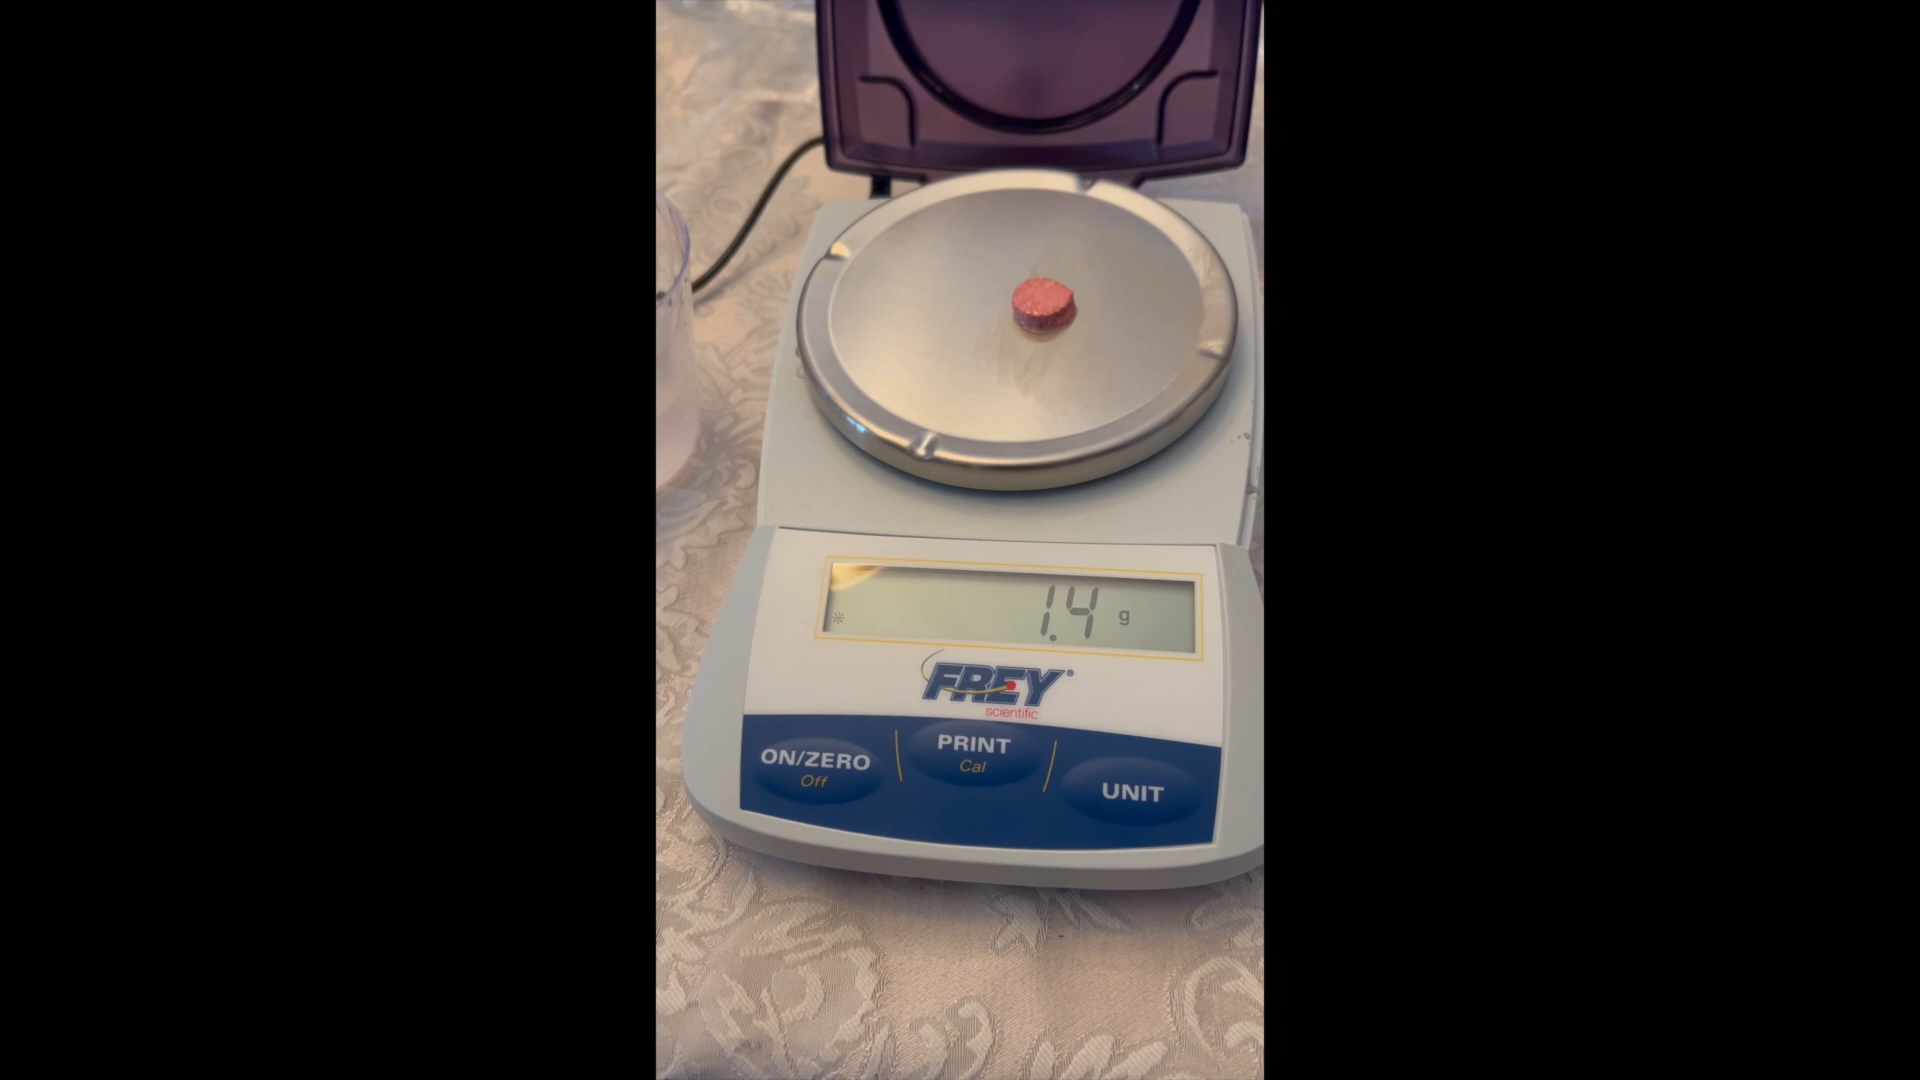 1.4 g
FREY
scientific
ON/ZERO
Off
PRINT
Cal
UNIT